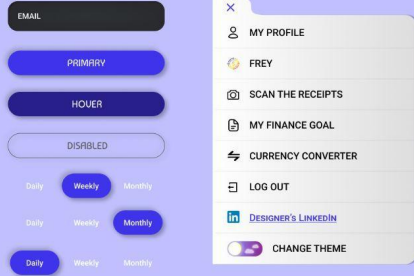 EMAIL
PRIMARY
HOVER
DISABLED
Daily Weekly Monthly
Daily Weekly Monthly
Daily Weekly Monthly
MY PROFILE
FREY
SCAN THE RECEIPTS
MY FINANCE GOAL
CURRENCY CONVERTER
LOG OUT
in DESIGNER'S LINKEDIN
CHANGE THEME